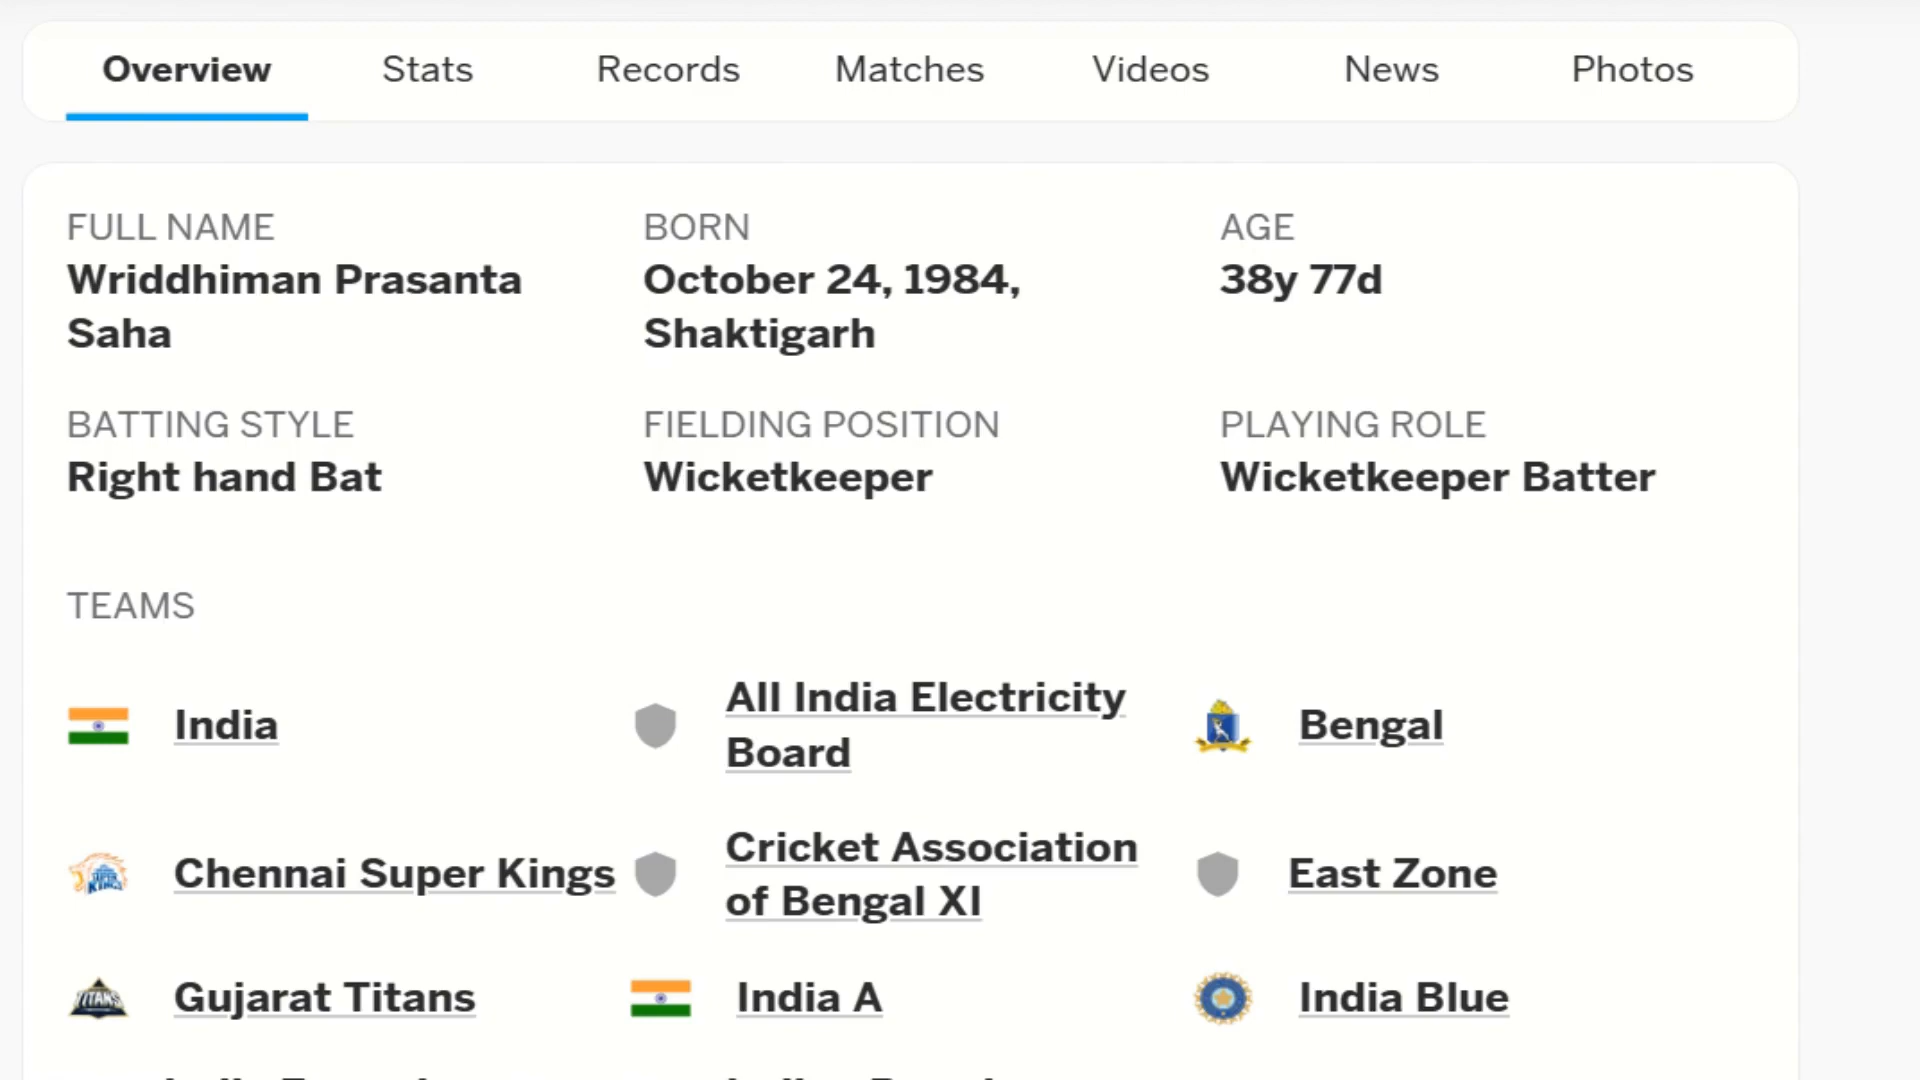 Overview Stats Records Matches Videos News Photos
FULL NAME BORN AGE
Wriddhiman Prasanta October 24, 1984, 38y 77d
Saha Shaktigarh
BATTING STYLE FIELDING POSITION PLAYING ROLE
Right hand Bat Wicketkeeper Wicketkeeper Batter
TEAMS
India
All India Electricity
Board
Bengal
Chennai Super Kings
Cricket Association
of Bengal XI
East Zone
TITANS Gujarat Titans India A India Blue